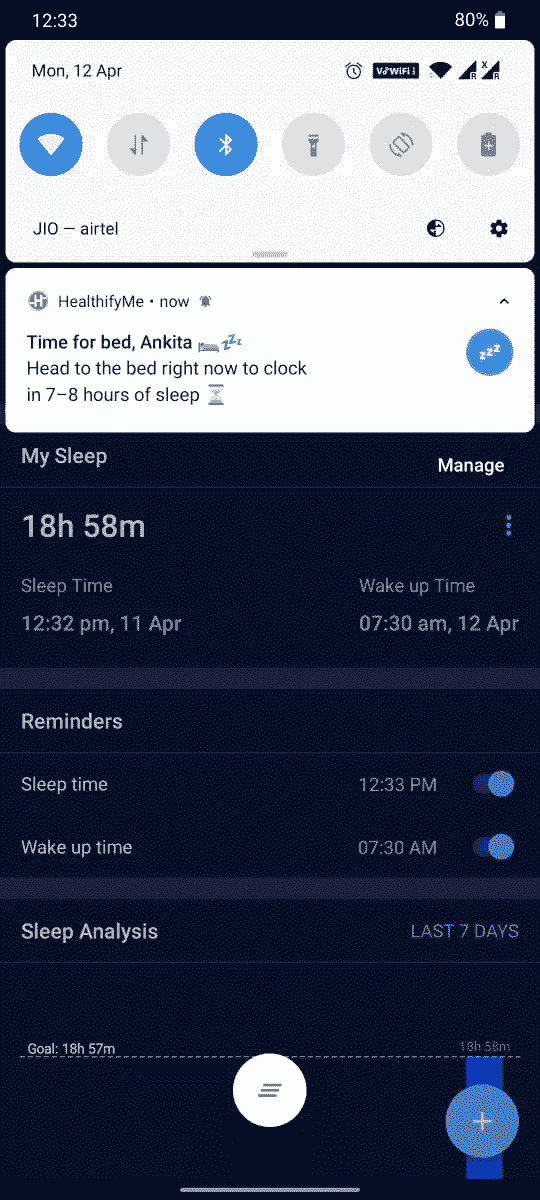 12:33
80%
Mon, 12 Apr
VoWiFi
R
X
R
JIO — airtel
HealthifyMe • now
Time for bed, Ankita 🛏️💤
Head to the bed right now to clock
in 7–8 hours of sleep ⏳
zzz
My Sleep
Manage
18h 58m
Sleep Time
Wake up Time
12:32 pm, 11 Apr
07:30 am, 12 Apr
Reminders
Sleep time
12:33 PM
Wake up time
07:30 AM
Sleep Analysis
LAST 7 DAYS
Goal: 18h 57m
18h 58m